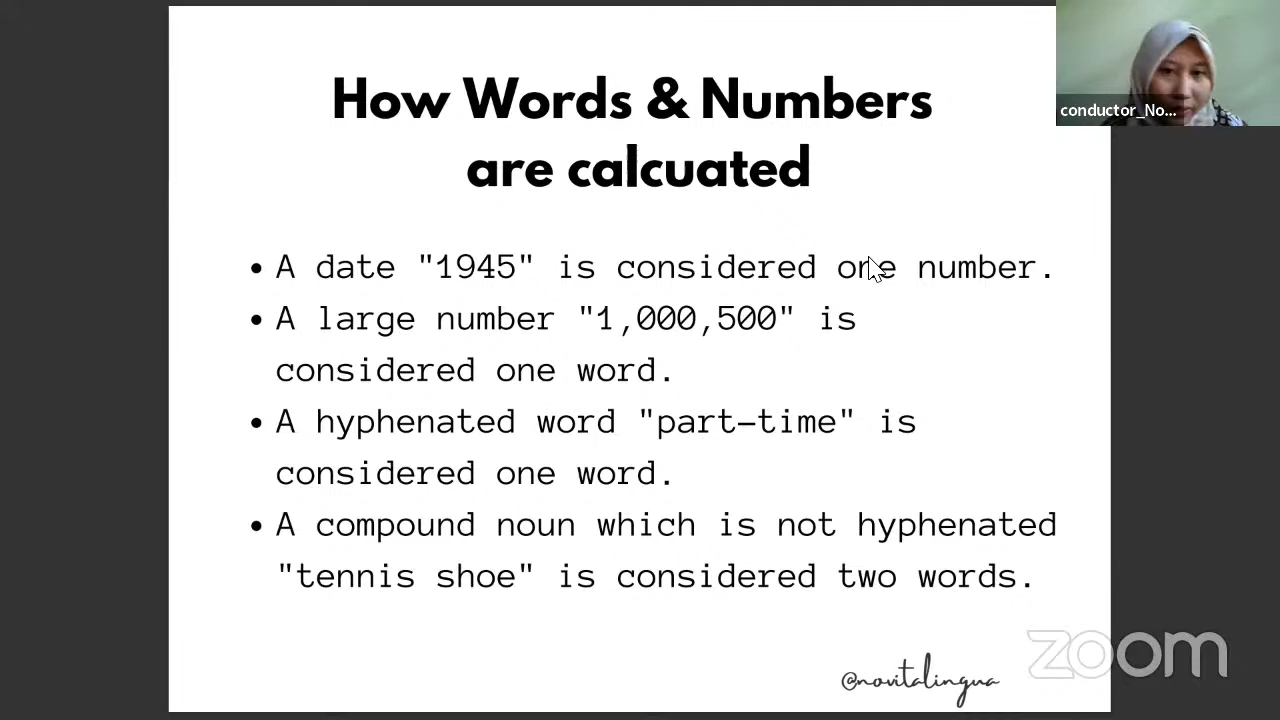 How Words & Numbers
are calcuated
conductor_No...
• A date "1945" is considered one number.
• A large number "1,000,500" is
considered one word.
• A hyphenated word "part-time" is
considered one word.
• A compound noun which is not hyphenated
"tennis shoe" is considered two words.
@novitalingua
zoom